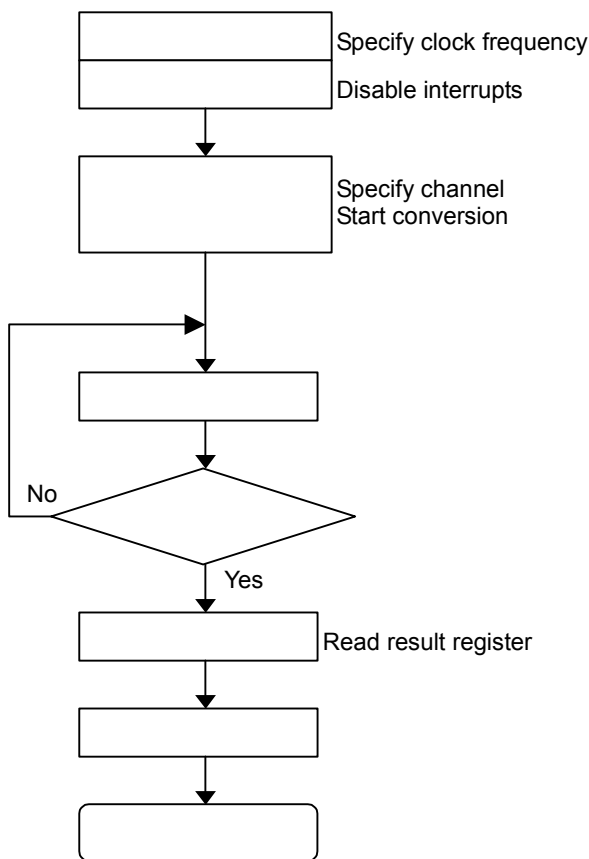 Specify clock frequency
Disable interrupts
Specify channel
Start conversion
No
Yes
Read result register